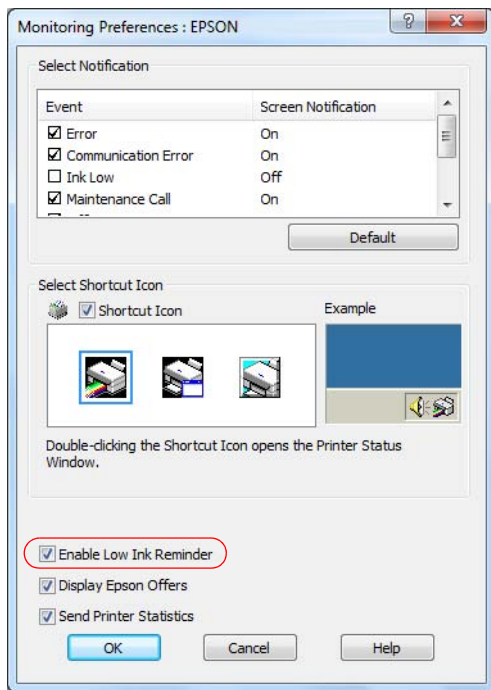 Monitoring Preferences : EPSON
Select Notification
Event Screen Notification
Error On
Communication Error On
Ink Low Off
Maintenance Call On
Default
Select Shortcut Icon
Shortcut Icon Example
Double-clicking the Shortcut Icon opens the Printer Status
Window.
Enable Low Ink Reminder
Display Epson Offers
Send Printer Statistics
OK Cancel Help